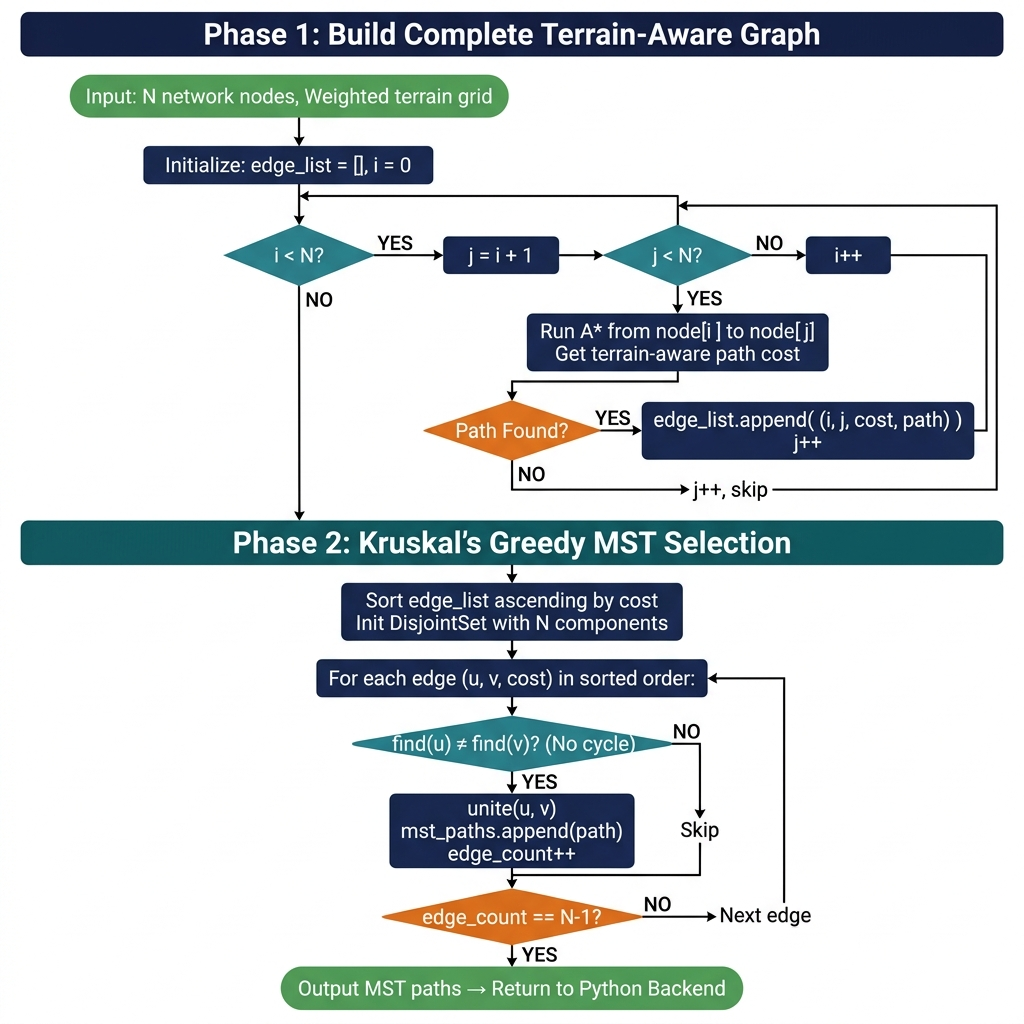 Phase 1: Build Complete Terrain-Aware Graph
Input: N network nodes, Weighted terrain grid
Initialize: edge_list = [], i = 0
i < N?
YES
j = i + 1
j < N?
NO
i++
NO
YES
Run A* from node[i ] to node[ j]
Get terrain-aware path cost
Path Found?
YES
edge_list.append( (i, j, cost, path) )
j++
NO
j++, skip
Phase 2: Kruskal’s Greedy MST Selection
Sort edge_list ascending by cost
Init DisjointSet with N components
For each edge (u, v, cost) in sorted order:
find(u) ≠ find(v)? (No cycle)
NO
YES
unite(u, v)
mst_paths.append(path)
edge_count++
Skip
edge_count == N-1?
NO
Next edge
YES
Output MST paths → Return to Python Backend